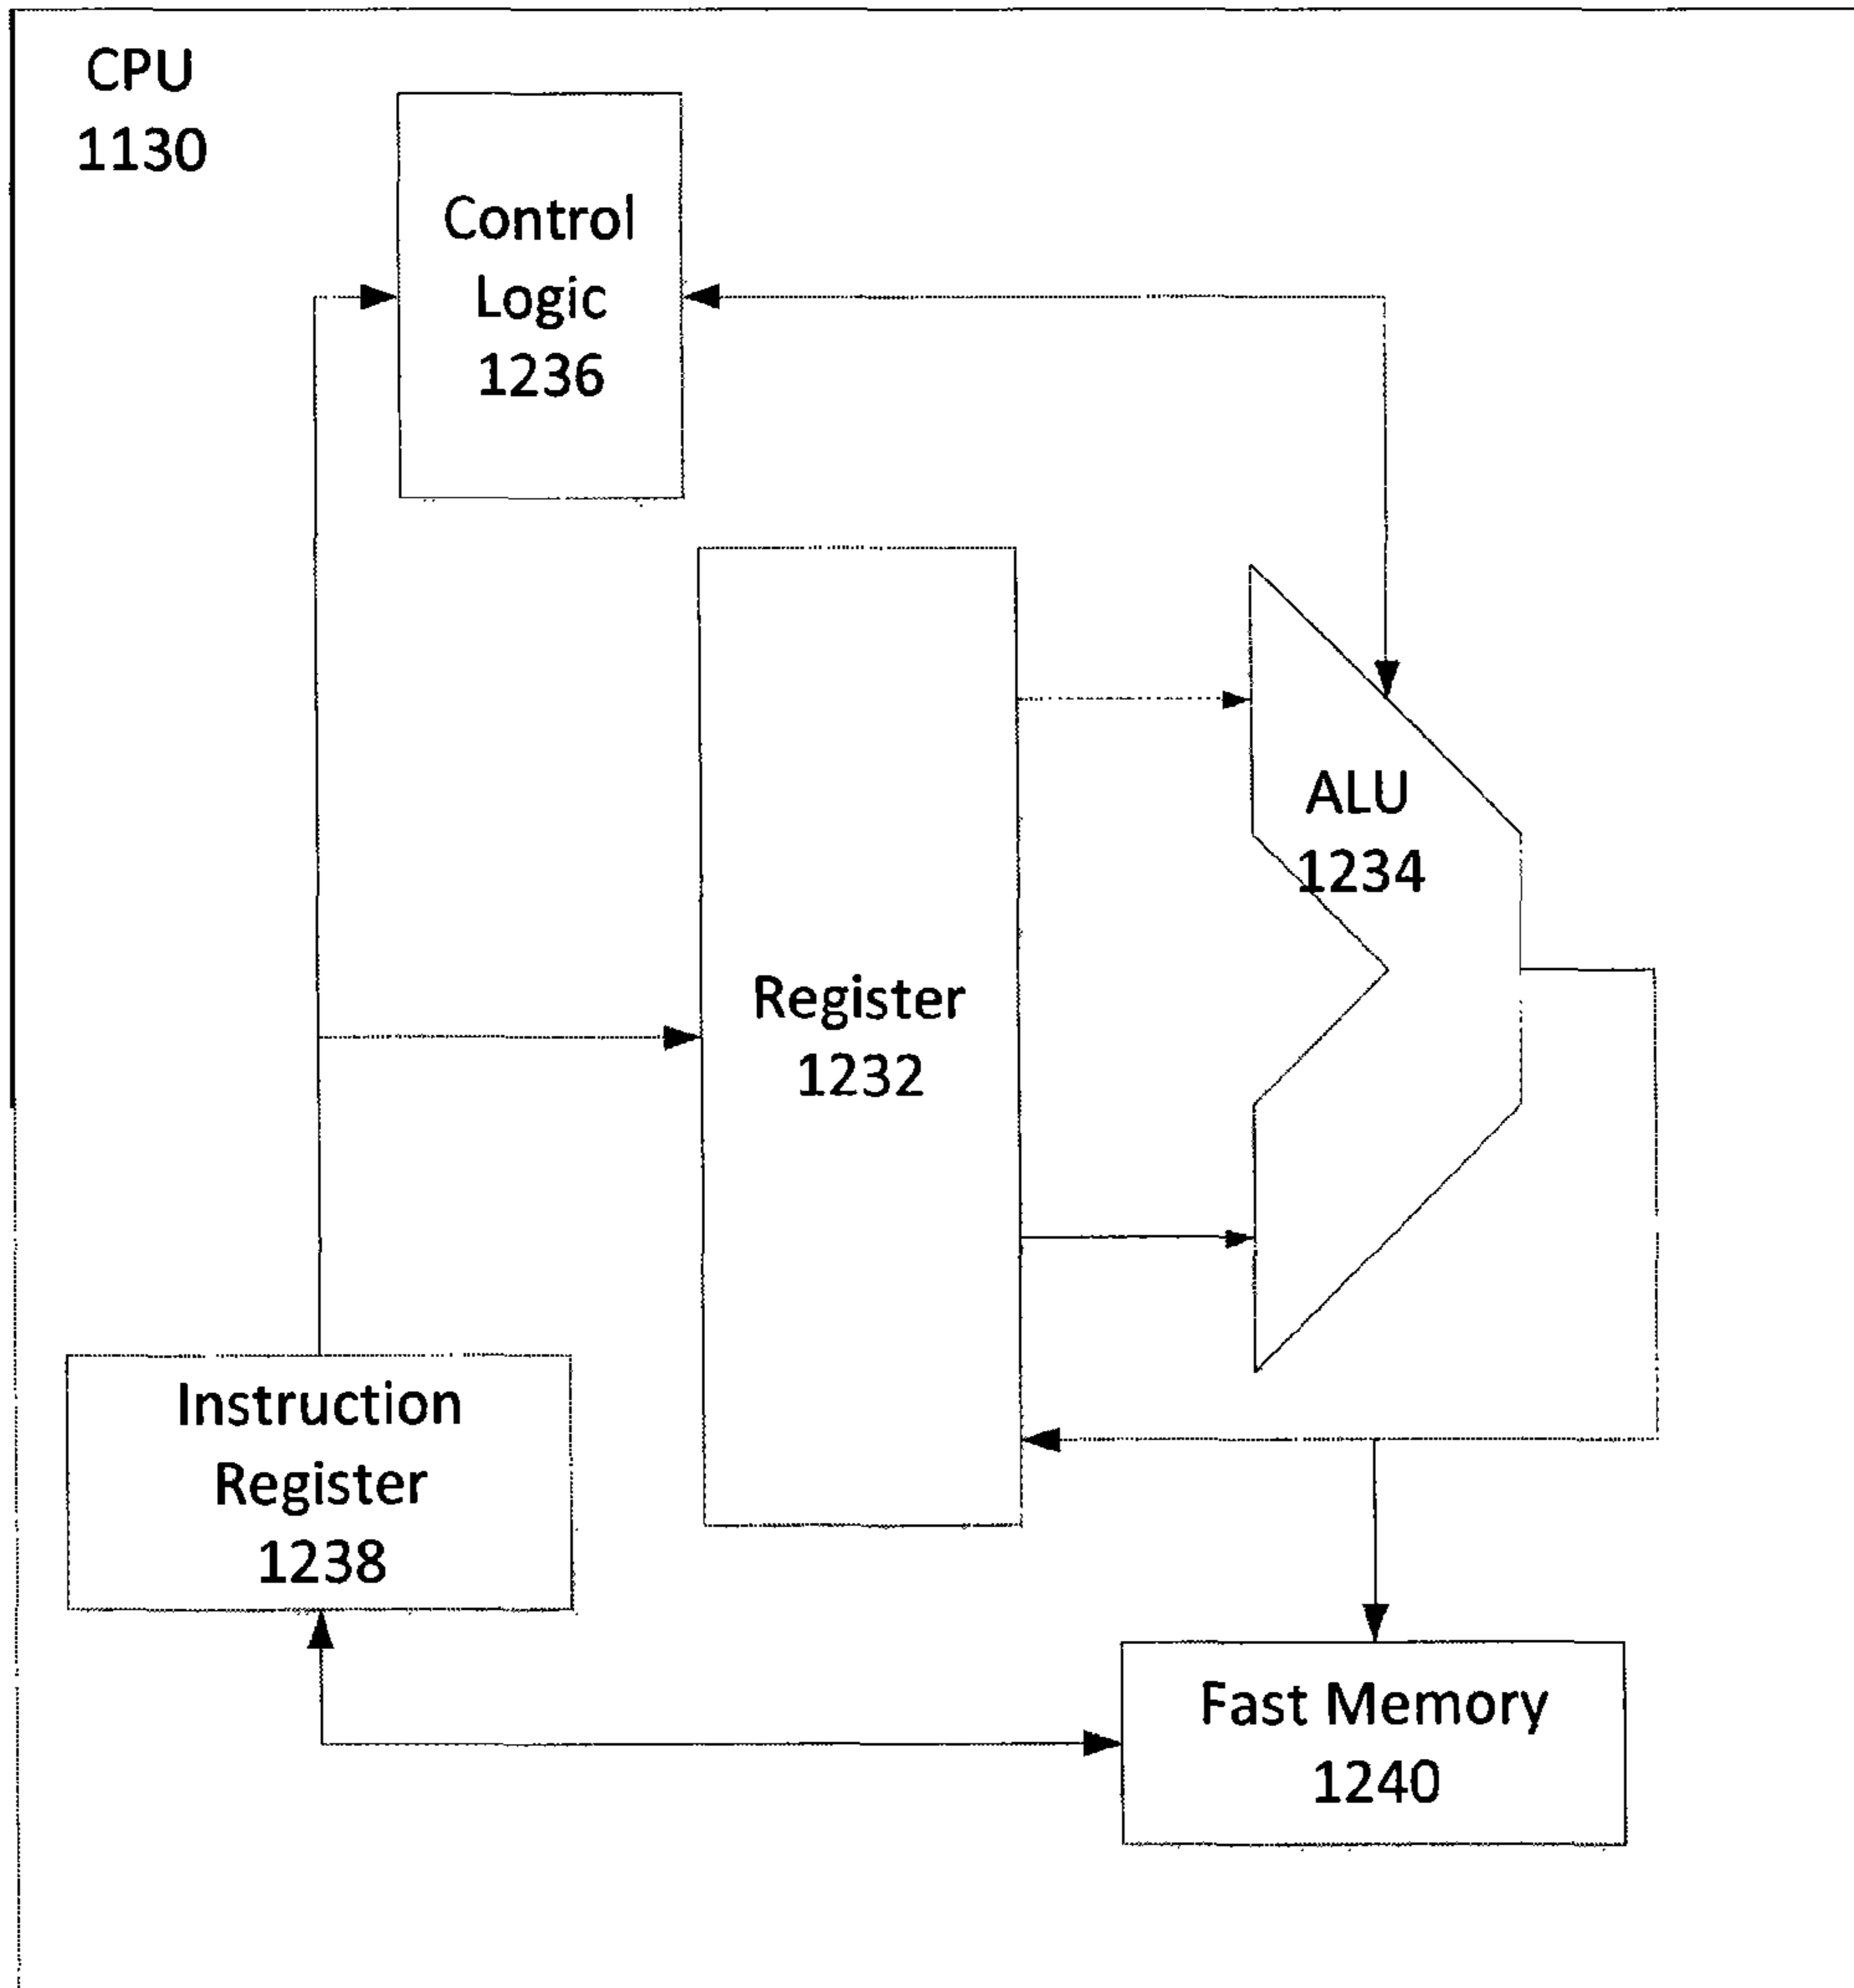 CPU
1130
Control
Logic
1236
ALU
1234
Register
1232
Instruction
Register
1238
Fast Memory
1240